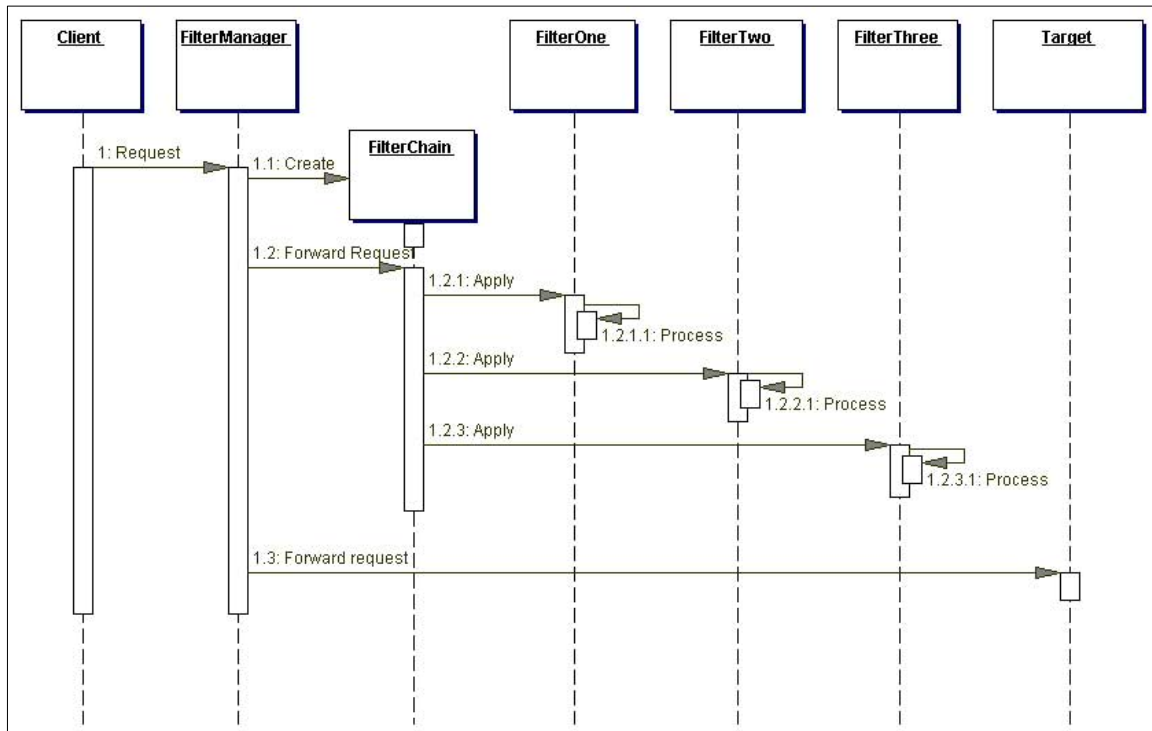 Client
FilterManager
FilterOne
FilterTwo
FilterThree
Target
FilterChain
1: Request
1.1: Create
1.2: Forward Request
1.2.1: Apply
1.2.1.1: Process
1.2.2: Apply
1.2.2.1: Process
1.2.3: Apply
1.2.3.1: Process
1.3: Forward request